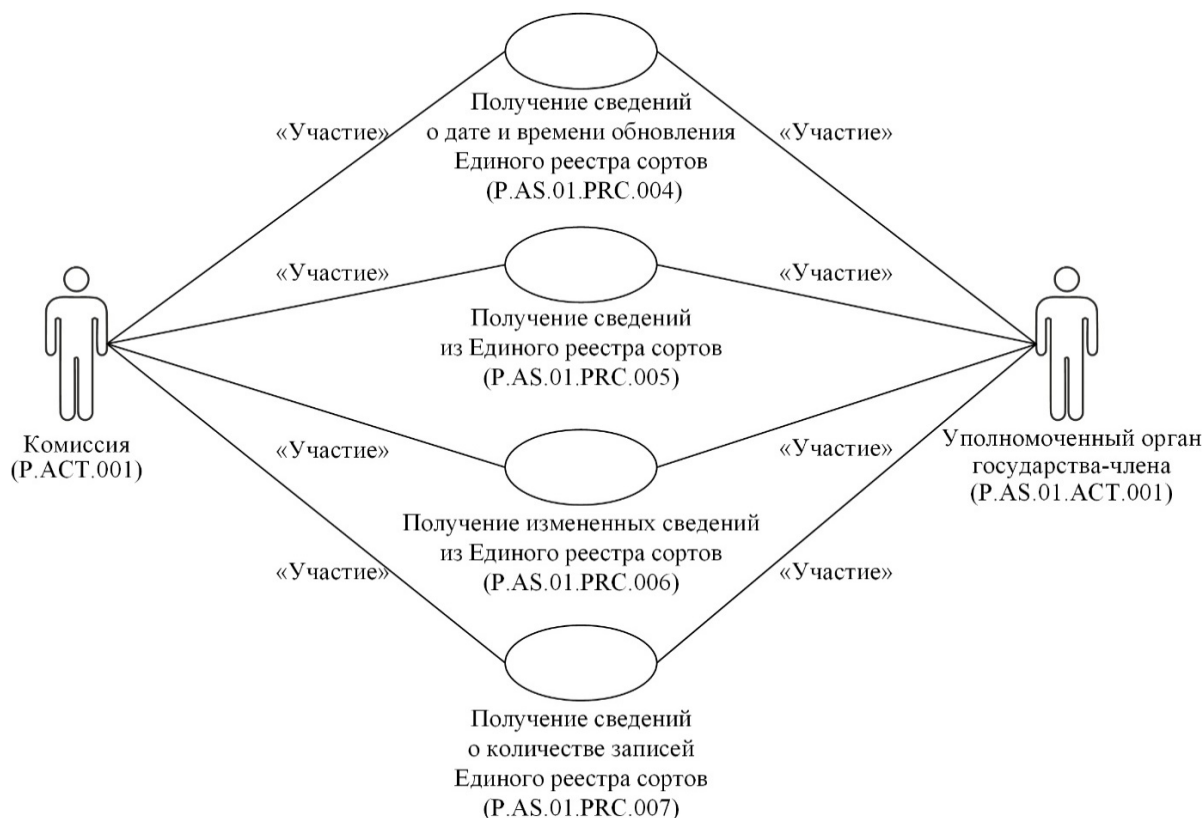 Получение сведений
о дате и времени обновления
Единого реестра сортов
(P.AS.01.PRC.004)
«Участие»
«Участие»
«Участие»
«Участие»
Получение сведений
из Единого реестра сортов
(P.AS.01.PRC.005)
Комиссия
(P.ACT.001)
Уполномоченный орган
государства-члена
(P.AS.01.ACT.001)
«Участие»
«Участие»
Получение измененных сведений
из Единого реестра сортов
(P.AS.01.PRC.006)
«Участие»
«Участие»
Получение сведений
о количестве записей
Единого реестра сортов
(P.AS.01.PRC.007)